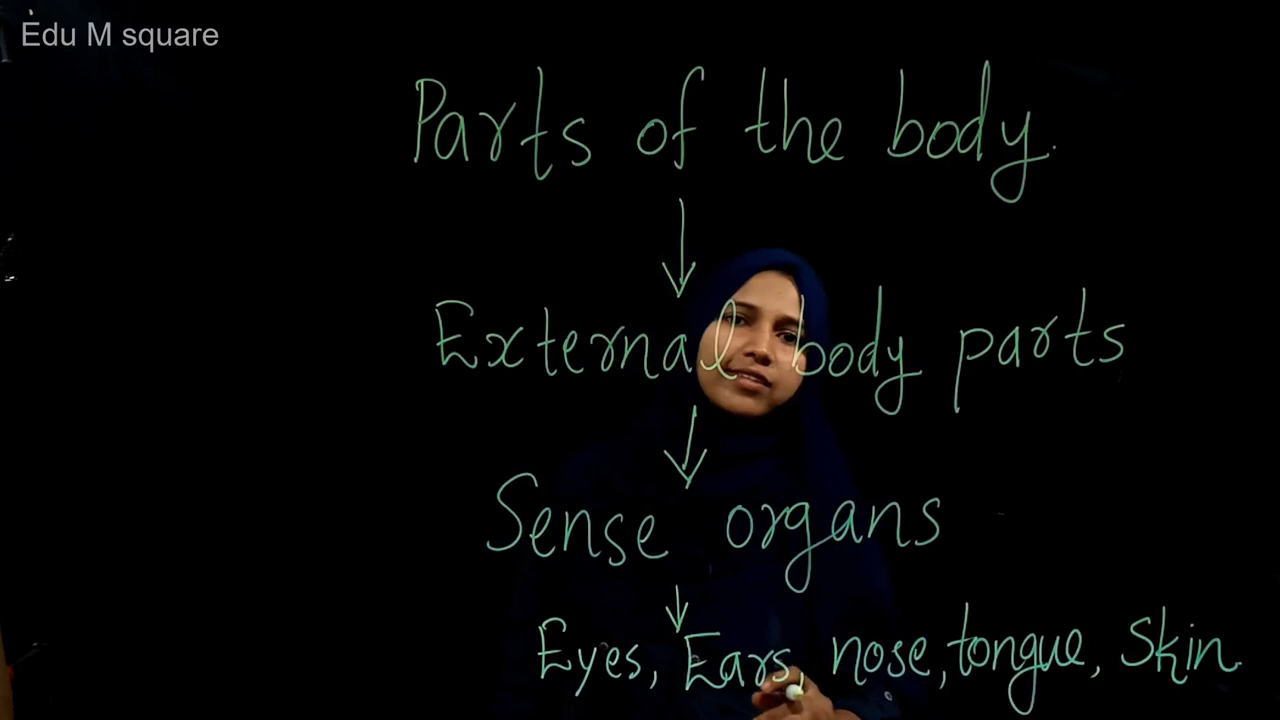 Edu M square
Parts of the body.
External body parts
Sense organs
Eyes, Ears, nose, tongue, Skin.